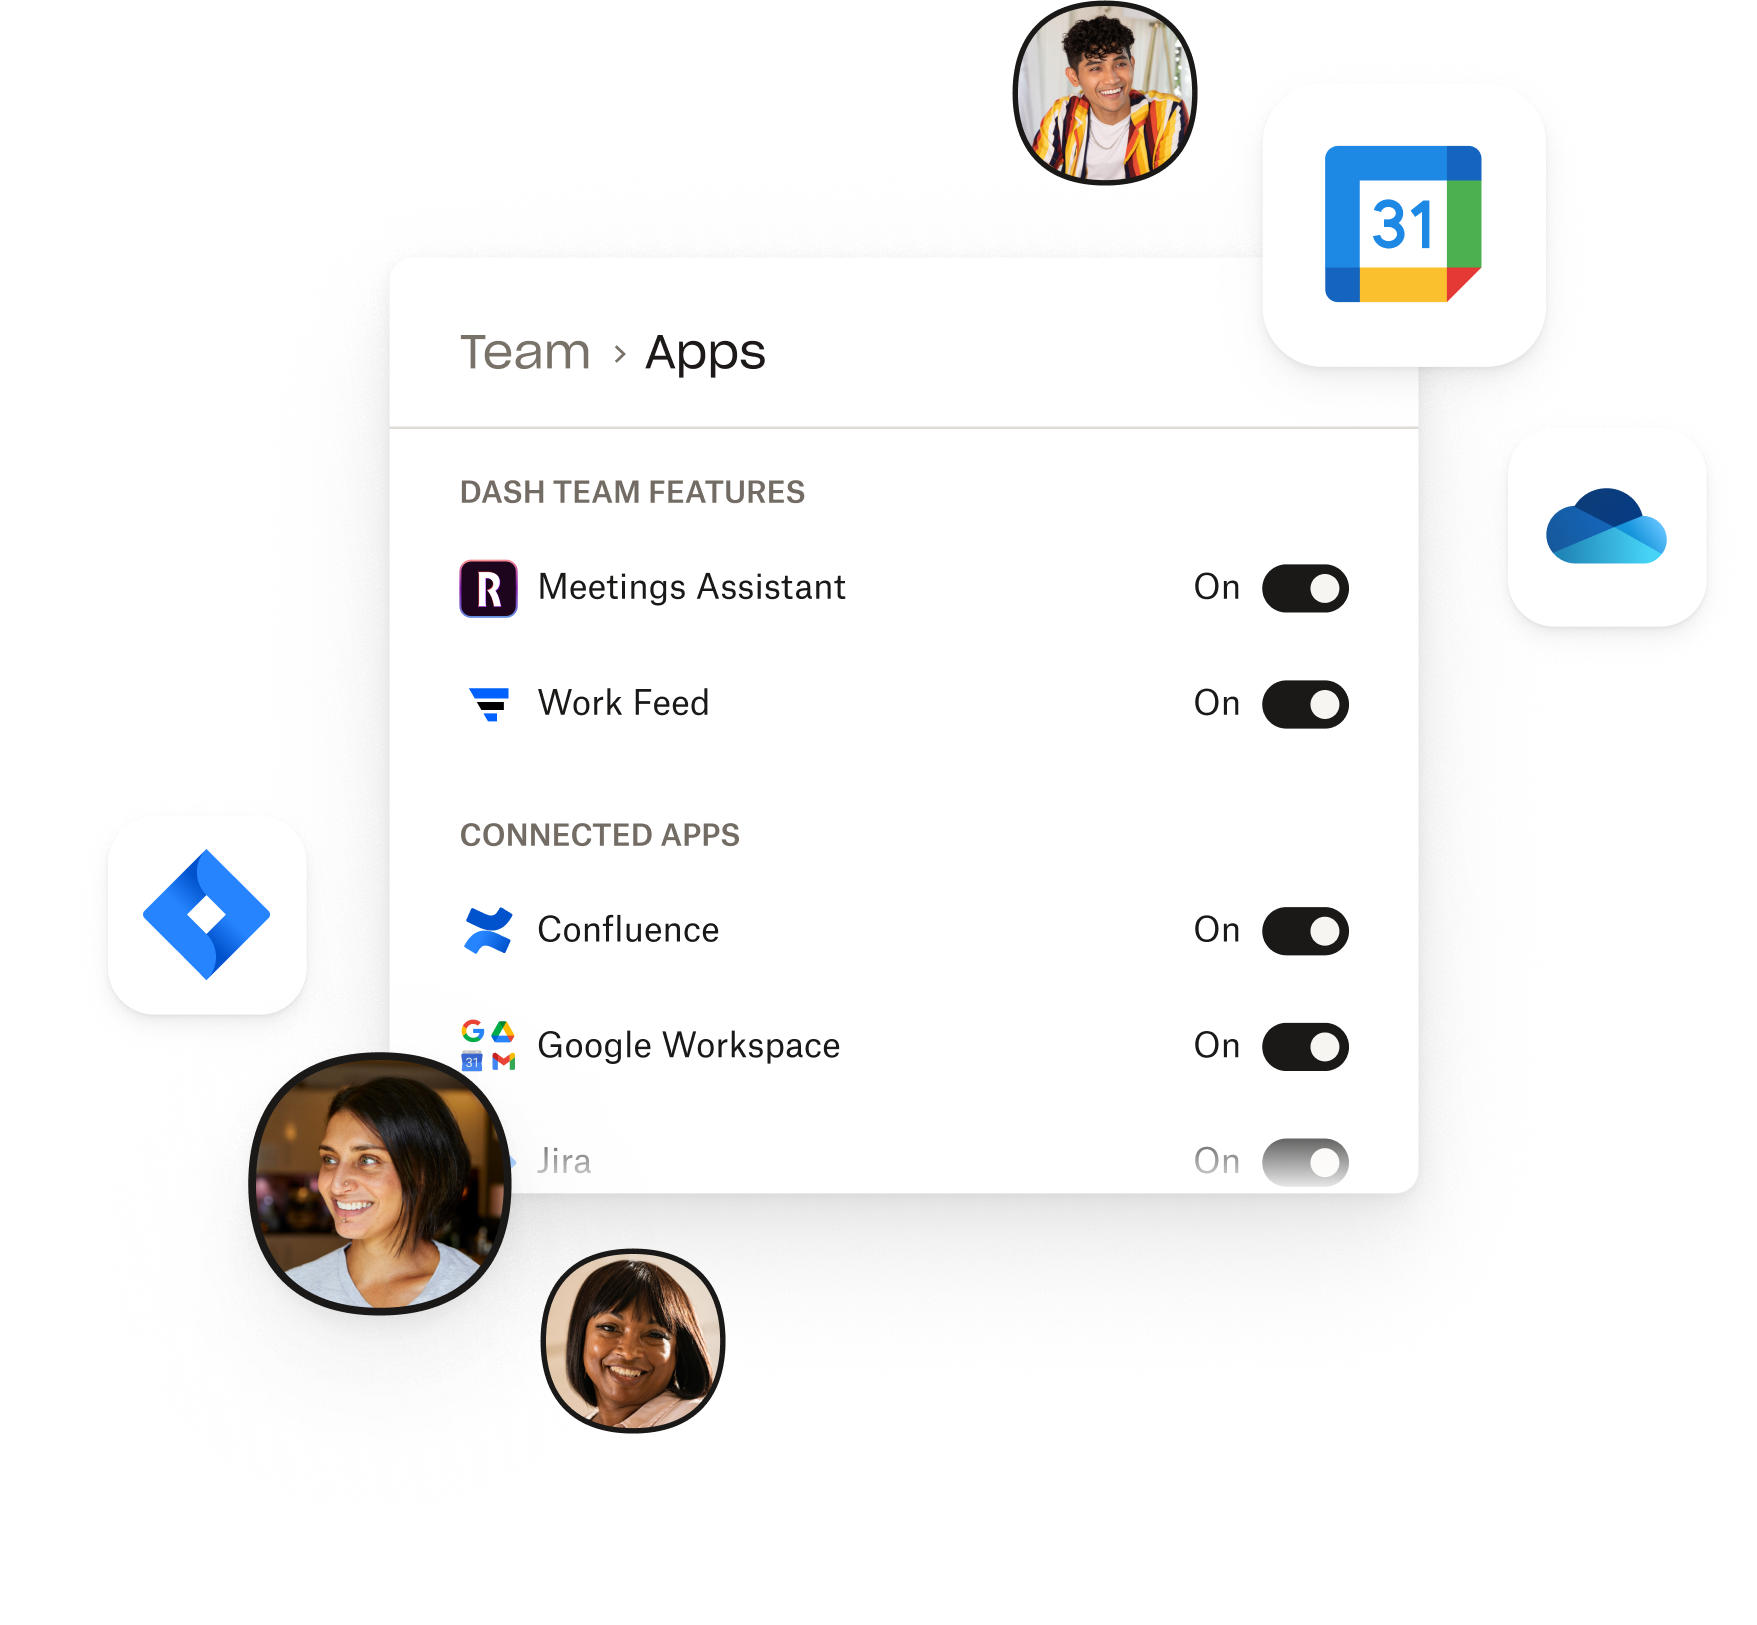 31
Team › Apps
DASH TEAM FEATURES
R Meetings Assistant On
Work Feed On
CONNECTED APPS
Confluence On
G 31 Google Workspace On
Jira On